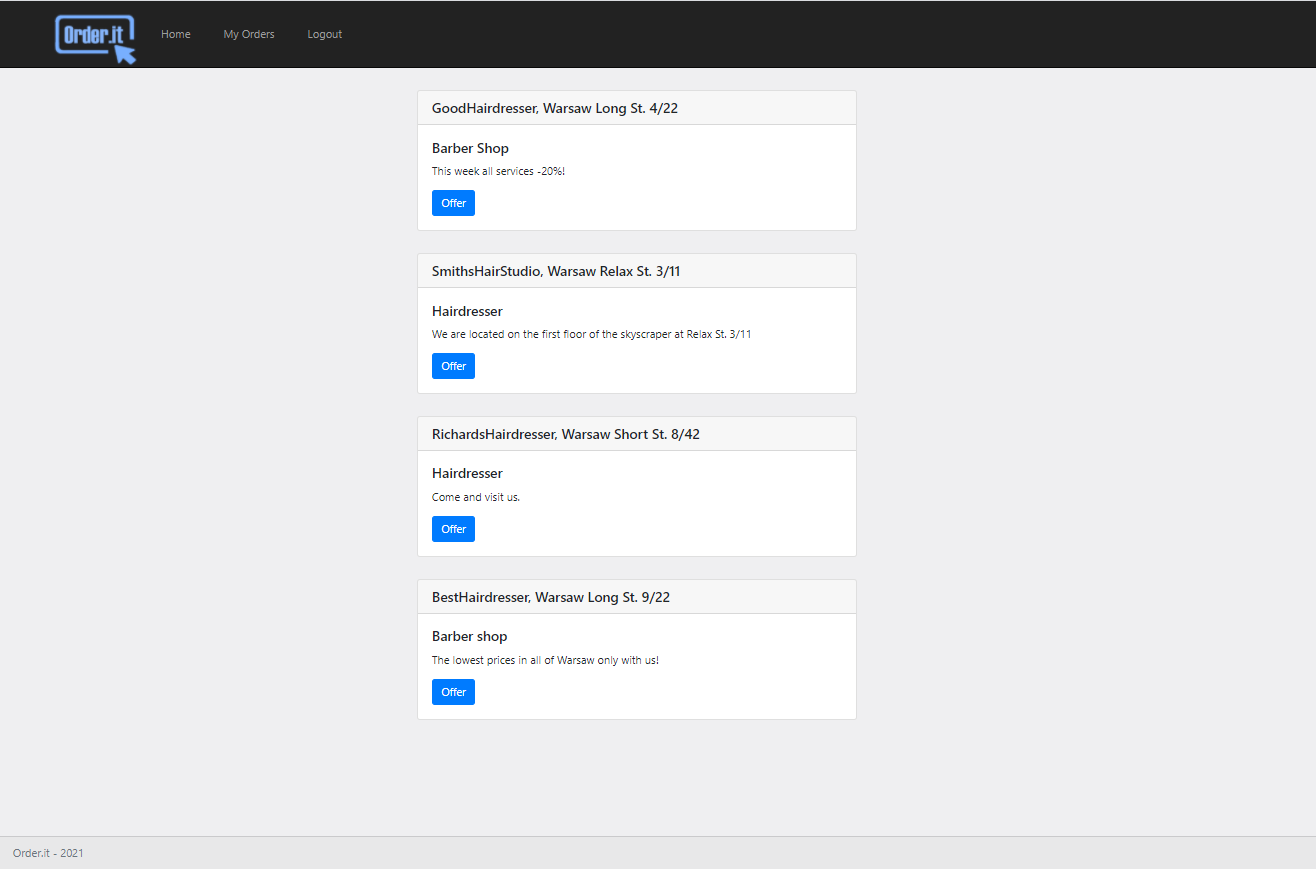 Order.it
Home
My Orders
Logout
GoodHairdresser, Warsaw Long St. 4/22
Barber Shop
This week all services -20%!
Offer
SmithsHairStudio, Warsaw Relax St. 3/11
Hairdresser
We are located on the first floor of the skyscraper at Relax St. 3/11
Offer
RichardsHairdresser, Warsaw Short St. 8/42
Hairdresser
Come and visit us.
Offer
BestHairdresser, Warsaw Long St. 9/22
Barber shop
The lowest prices in all of Warsaw only with us!
Offer
Order.it - 2021